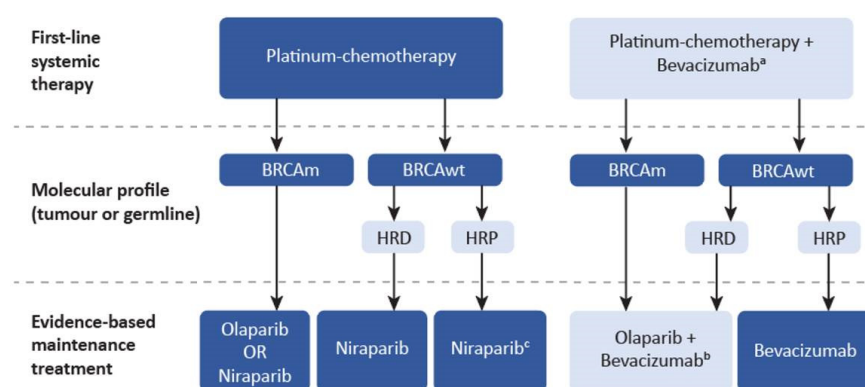 First-line
systemic
therapy
Platinum-chemotherapy
Platinum-chemotherapy +
Bevacizumabᵃ
Molecular profile
(tumour or germline)
BRCAm
BRCAwt
BRCAm
BRCAwt
HRD
HRP
HRD
HRP
Evidence-based
maintenance
treatment
Olaparib
OR
Niraparib
Niraparib
Niraparibᶜ
Olaparib +
Bevacizumabᵇ
Bevacizumab